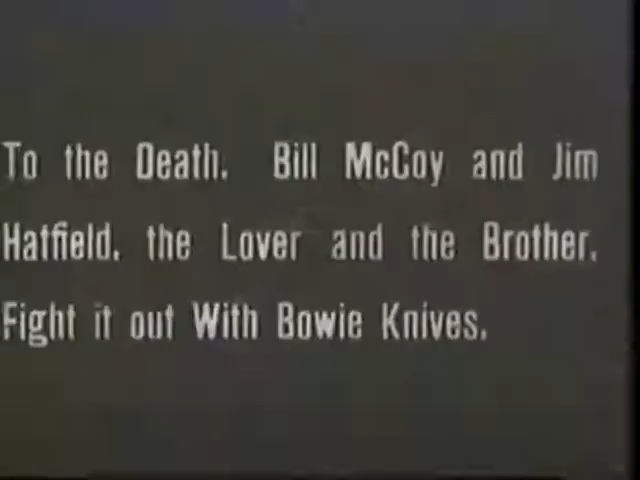 To the Death. Bill McCoy and Jim
Hatfield. the Lover and the Brother.
Fight it out With Bowie Knives.